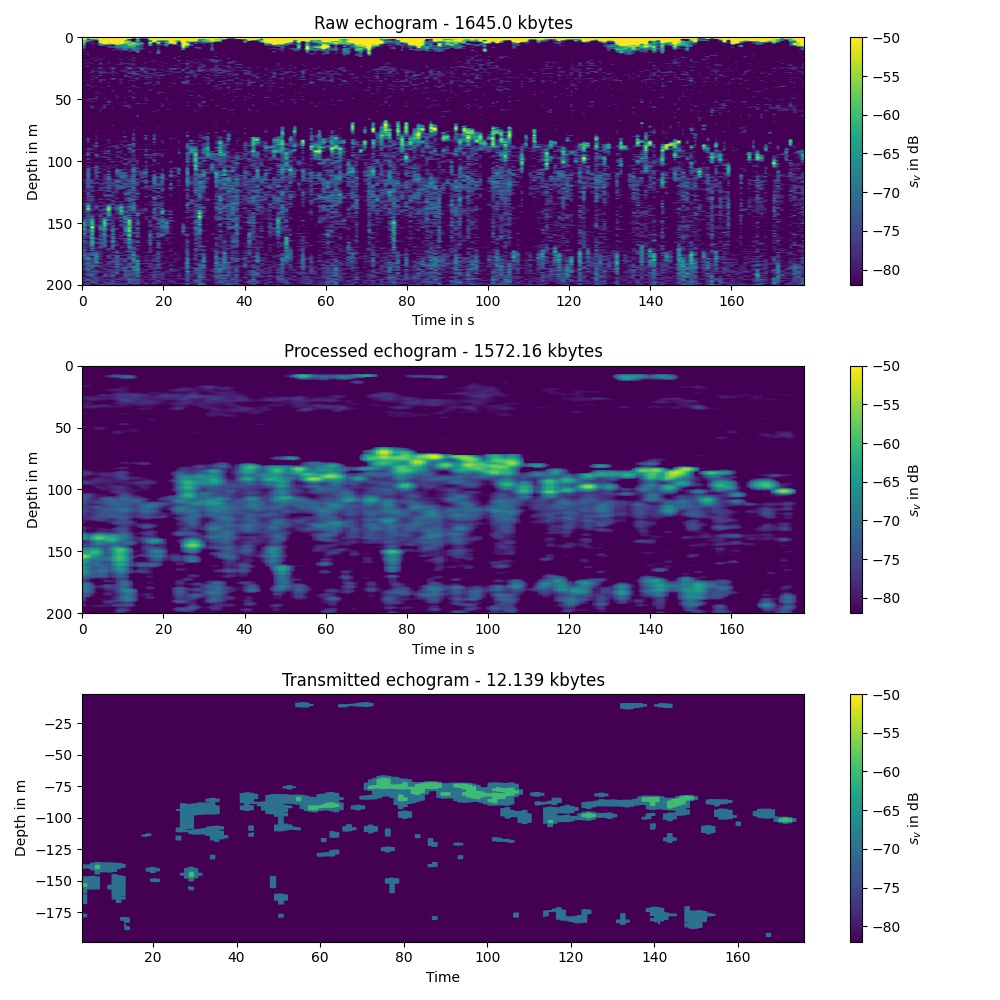 Raw echogram - 1645.0 kbytes
0
50
100
150
200
Depth in m
0 20 40 60 80 100 120 140 160
Time in s
−50
−55
−60
−65
−70
−75
−80
sv in dB
Processed echogram - 1572.16 kbytes
0
50
100
150
200
Depth in m
0 20 40 60 80 100 120 140 160
Time in s
−50
−55
−60
−65
−70
−75
−80
sv in dB
Transmitted echogram - 12.139 kbytes
−25
−50
−75
−100
−125
−150
−175
Depth in m
20 40 60 80 100 120 140 160
Time
−50
−55
−60
−65
−70
−75
−80
sv in dB